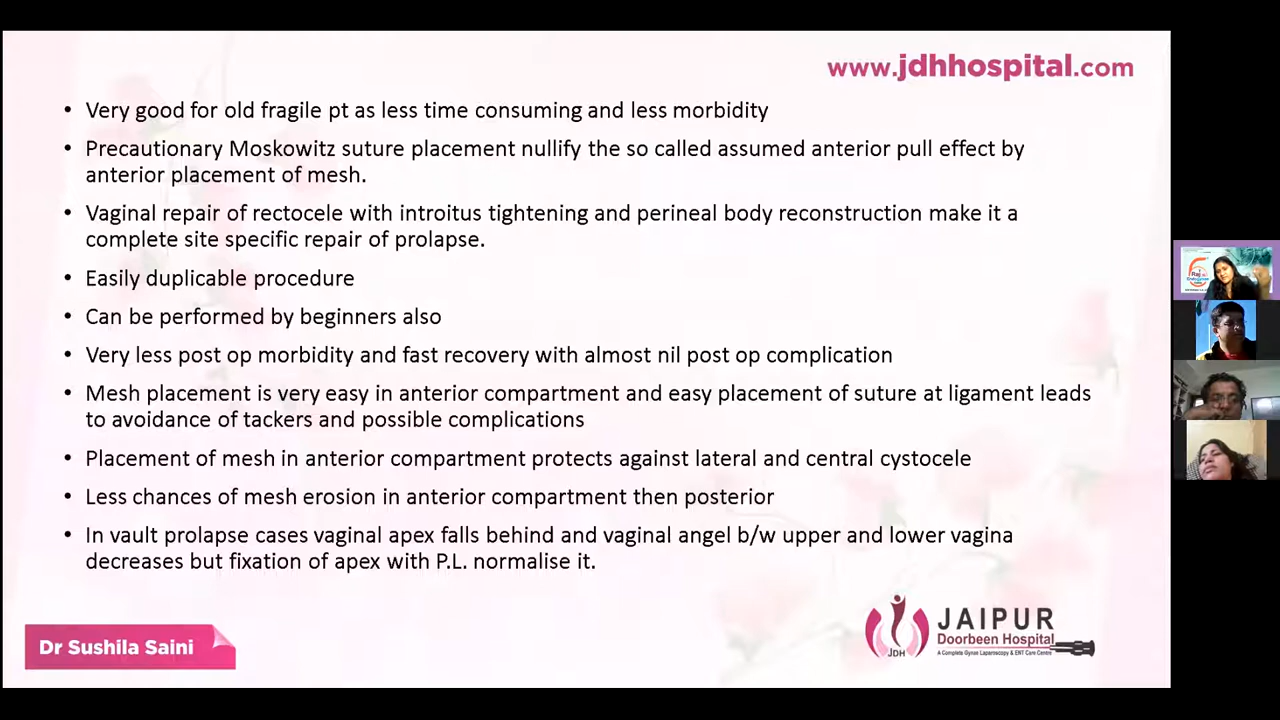 www.jdhhospital.com
• Very good for old fragile pt as less time consuming and less morbidity
• Precautionary Moskowitz suture placement nullify the so called assumed anterior pull effect by
anterior placement of mesh.
• Vaginal repair of rectocele with introitus tightening and perineal body reconstruction make it a
complete site specific repair of prolapse.
• Easily duplicable procedure
• Can be performed by beginners also
• Very less post op morbidity and fast recovery with almost nil post op complication
• Mesh placement is very easy in anterior compartment and easy placement of suture at ligament leads
to avoidance of tackers and possible complications
• Placement of mesh in anterior compartment protects against lateral and central cystocele
• Less chances of mesh erosion in anterior compartment then posterior
• In vault prolapse cases vaginal apex falls behind and vaginal angel b/w upper and lower vagina
decreases but fixation of apex with P.L. normalise it.
Dr Sushila Saini
JDH
JAIPUR
Doorbeen Hospital
A Complete Gynae Laparoscopy & ENT Care Centre